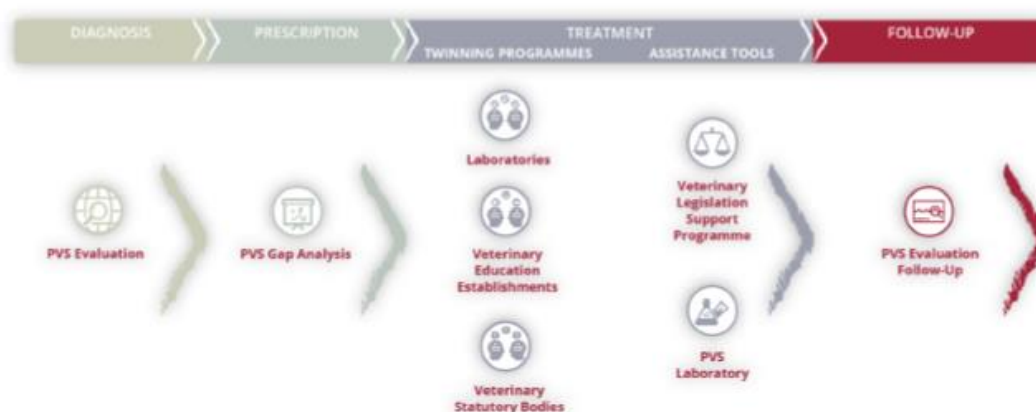 DIAGNOSIS
PRESCRIPTION
TREATMENT
TWINNING PROGRAMMES
ASSISTANCE TOOLS
FOLLOW-UP
PVS Evaluation
PVS Gap Analysis
Laboratories
Veterinary
Education
Establishments
Veterinary
Statutory Bodies
Veterinary
Legislation
Support
Programme
PVS
Laboratory
PVS Evaluation
Follow-Up